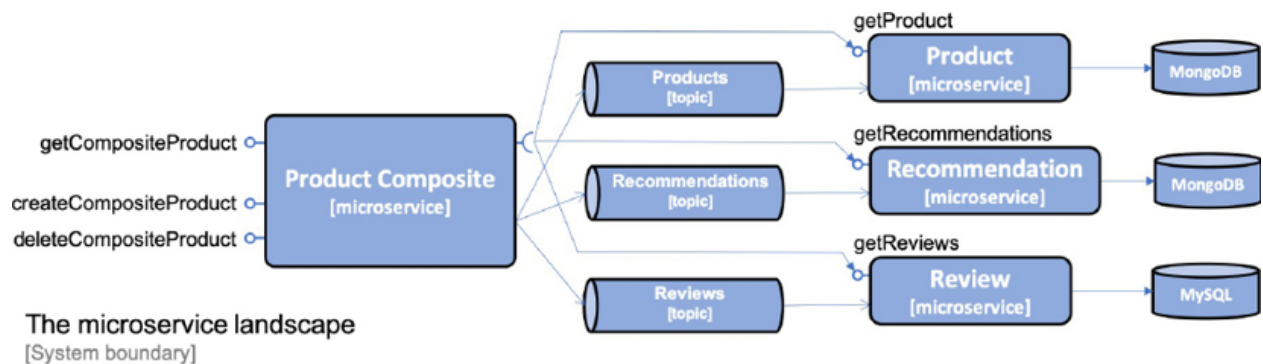 getProduct
Product
[microservice]
MongoDB
Products
[topic]
getCompositeProduct
createCompositeProduct
deleteCompositeProduct
Product Composite
[microservice]
getRecommendations
Recommendation
[microservice]
MongoDB
Recommendations
[topic]
getReviews
Review
[microservice]
MySQL
Reviews
[topic]
The microservice landscape
[System boundary]